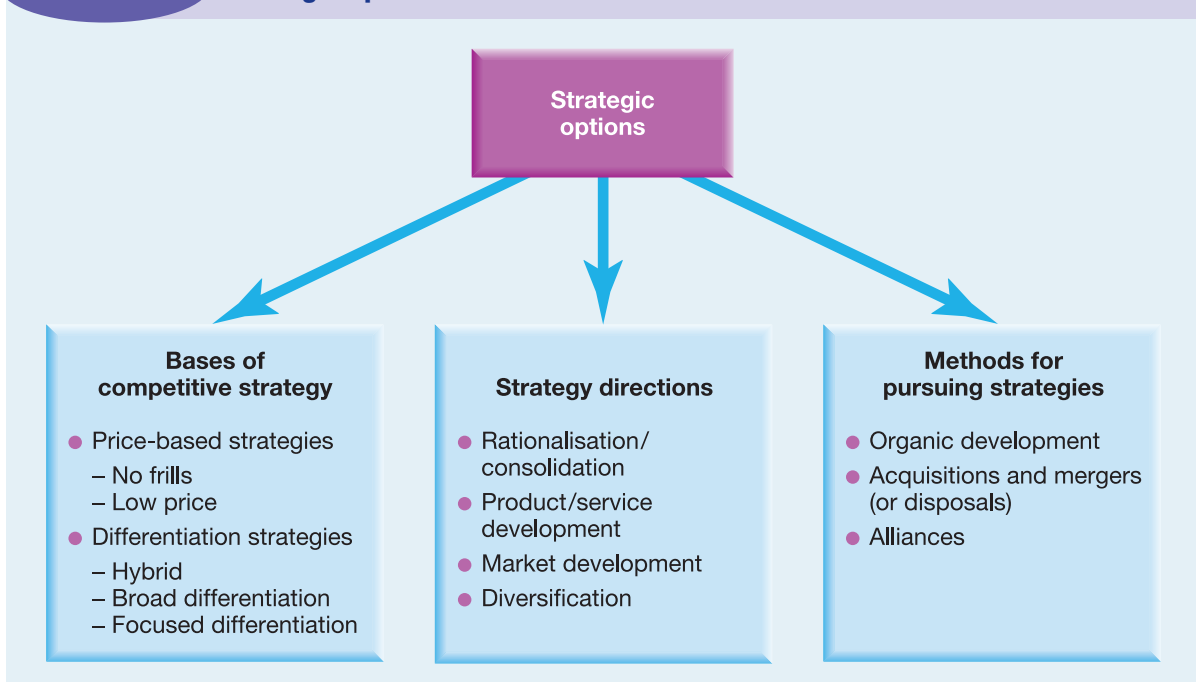 Strategic
options
Bases of
competitive strategy
● Price-based strategies
– No frills
– Low price
● Differentiation strategies
– Hybrid
– Broad differentiation
– Focused differentiation
Strategy directions
● Rationalisation/
consolidation
● Product/service
development
● Market development
● Diversification
Methods for
pursuing strategies
● Organic development
● Acquisitions and mergers
(or disposals)
● Alliances